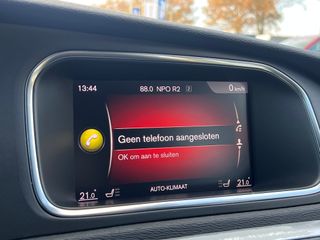 13:44 88.0 NPO R2 2 0 km/h
Geen telefoon aangesloten
OK om aan te sluiten
21.0 AUTO-KLIMAAT 21.0